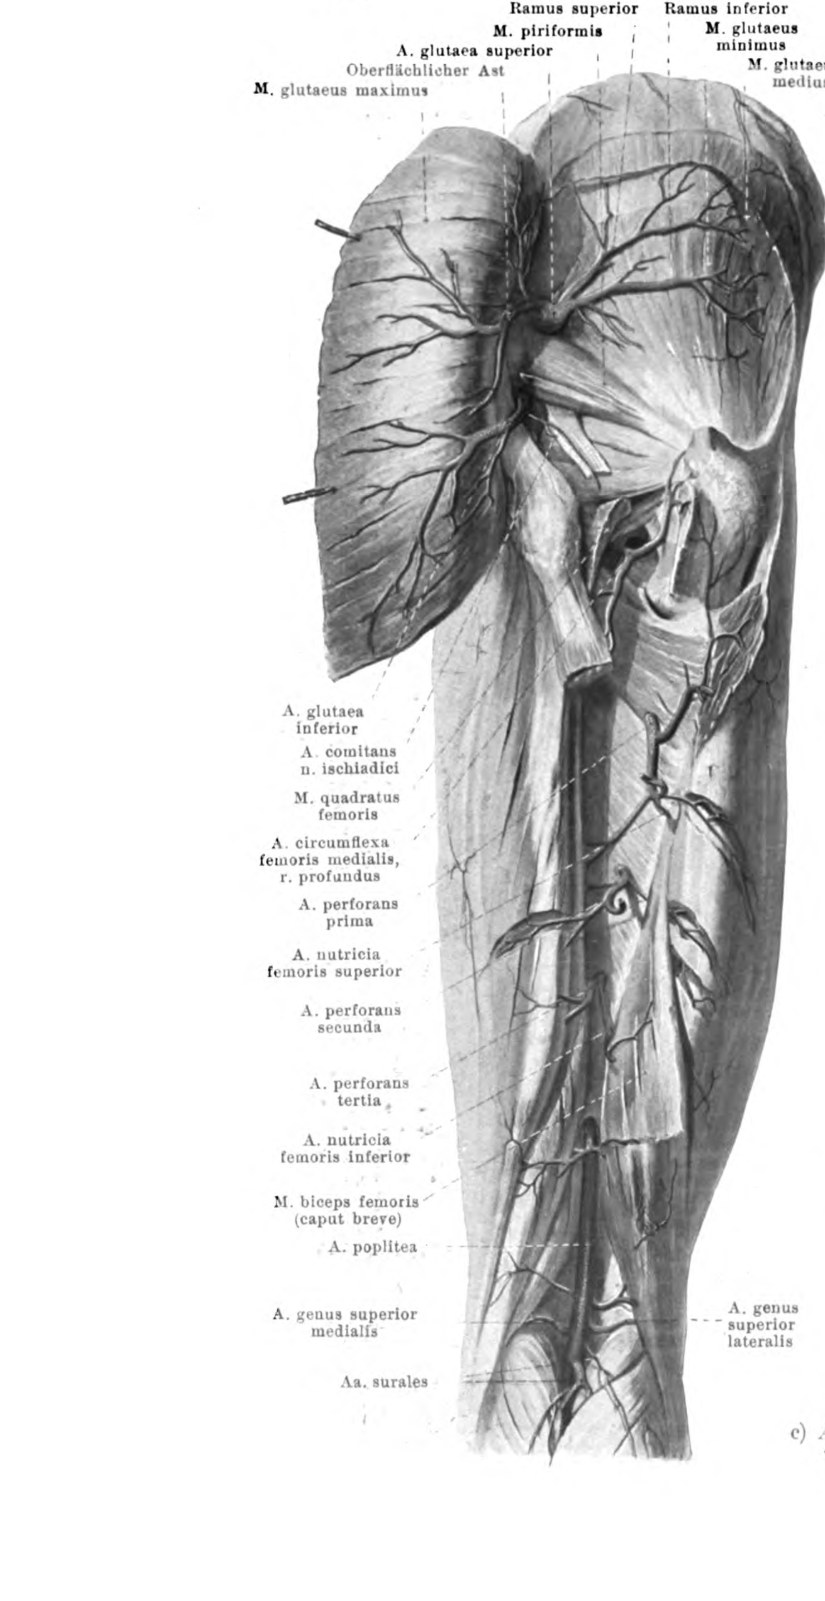 Ramus superior
Ramus inferior
M. piriformis
M. glutaeus
minimus
A. glutaea superior
Oberflächlicher Ast
M. glutaeus maximus
A. glutaea
inferior
A. comitans
n. ischiadici
M. quadratus
femoris
A. circumflexa
femoris medialis,
r. profundus
A. perforans
prima
A. nutricia
femoris superior
A. perforans
secunda
A. perforans
tertia
A. nutricia
femoris inferior
M. biceps femoris
(caput breve)
A. poplitea
A. genus superior
medialis
A. genus
superior
lateralis
Aa. surales
c)